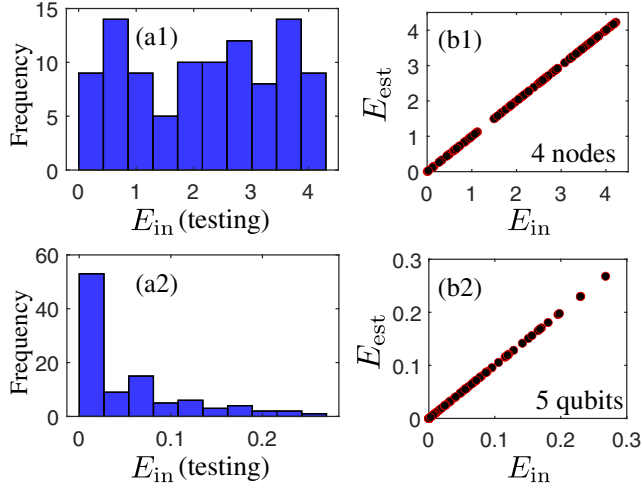 (a1)
Frequency
15
10
5
0
0 1 2 3 4
E_in (testing)
(b1)
E_est
4
3
2
1
0
0 1 2 3 4
4 nodes
E_in
(a2)
Frequency
60
40
20
0
0 0.1 0.2
E_in (testing)
(b2)
E_est
0.3
0.2
0.1
0
0 0.1 0.2 0.3
5 qubits
E_in